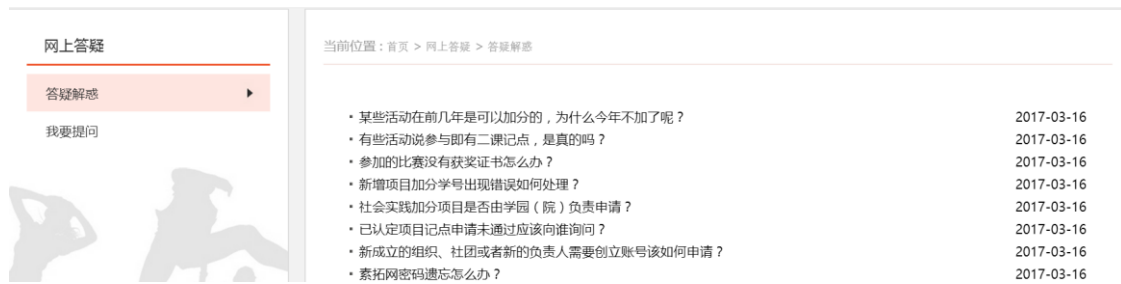 网上答疑
答疑解惑
我要提问
当前位置：首页 > 网上答疑 > 答疑解惑
• 某些活动在前几年是可以加分的，为什么今年不加了呢？ 2017-03-16
• 有些活动说参与即有二课记点，是真的吗？ 2017-03-16
• 参加的比赛没有获奖证书怎么办？ 2017-03-16
• 新增项目加分学号出现错误如何处理？ 2017-03-16
• 社会实践加分项目是否由学园（院）负责申请？ 2017-03-16
• 已认定项目记点申请未通过应该向谁询问？ 2017-03-16
• 新成立的组织、社团或者新的负责人需要创立账号该如何申请？ 2017-03-16
• 素拓网密码遗忘怎么办？ 2017-03-16